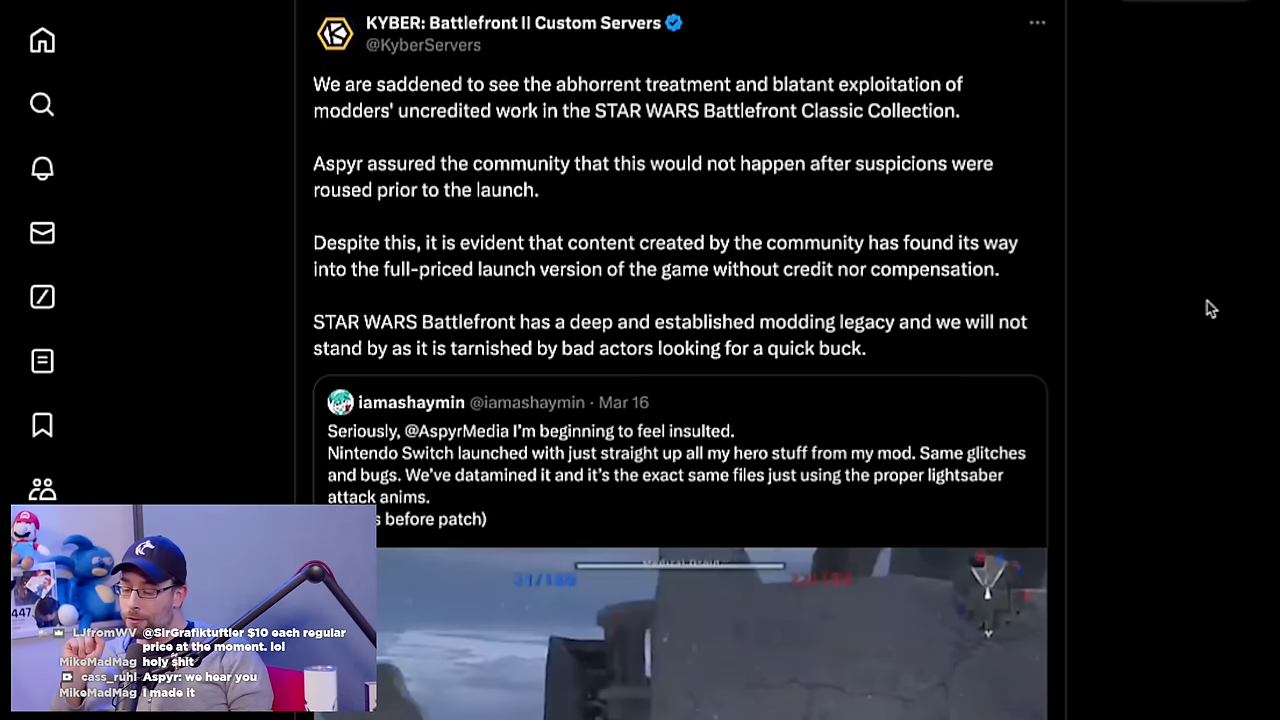 KYBER: Battlefront II Custom Servers
@KyberServers
We are saddened to see the abhorrent treatment and blatant exploitation of
modders' uncredited work in the STAR WARS Battlefront Classic Collection.
Aspyr assured the community that this would not happen after suspicions were
roused prior to the launch.
Despite this, it is evident that content created by the community has found its way
into the full-priced launch version of the game without credit nor compensation.
STAR WARS Battlefront has a deep and established modding legacy and we will not
stand by as it is tarnished by bad actors looking for a quick buck.
iamashaymin @iamashaymin · Mar 16
Seriously, @AspyrMedia I'm beginning to feel insulted.
Nintendo Switch launched with just straight up all my hero stuff from my mod. Same glitches
and bugs. We've datamined it and it's the exact same files just using the proper lightsaber
attack anims.
before patch)
447
LJfromWV @SirGrafiktuftler $10 each regular
price at the moment. lol
MikeMadMag holy shit
cass_ruhl Aspyr: we hear you
MikeMadMag I made it